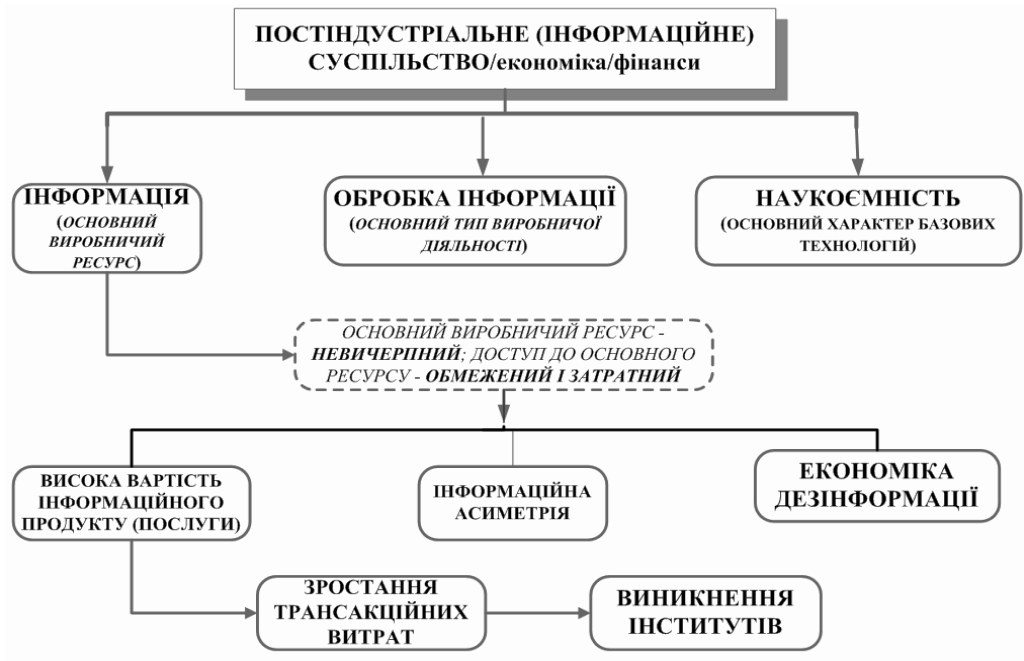 ПОСТІНДУСТРІАЛЬНЕ (ІНФОРМАЦІЙНЕ)
СУСПІЛЬСТВО/економіка/фінанси
ІНФОРМАЦІЯ
(ОСНОВНИЙ
ВИРОБНИЧИЙ
РЕСУРС)
ОБРОБКА ІНФОРМАЦІЇ
(ОСНОВНИЙ ТИП ВИРОБНИЧОЇ
ДІЯЛЬНОСТІ)
НАУКОЄМНІСТЬ
(ОСНОВНИЙ ХАРАКТЕР БАЗОВИХ
ТЕХНОЛОГІЙ)
ОСНОВНИЙ ВИРОБНИЧИЙ РЕСУРС -
НЕВИЧЕРПНИЙ; ДОСТУП ДО ОСНОВНОГО
РЕСУРСУ - ОБМЕЖЕНИЙ І ЗАТРАТНИЙ
ВИСОКА ВАРТІСТЬ
ІНФОРМАЦІЙНОГО
ПРОДУКТУ (ПОСЛУГИ)
ІНФОРМАЦІЙНА
АСИМЕТРІЯ
ЕКОНОМІКА
ДЕЗІНФОРМАЦІЇ
ЗРОСТАННЯ
ТРАНСАКЦІЙНИХ
ВИТРАТ
ВИНИКНЕННЯ
ІНСТИТУТІВ